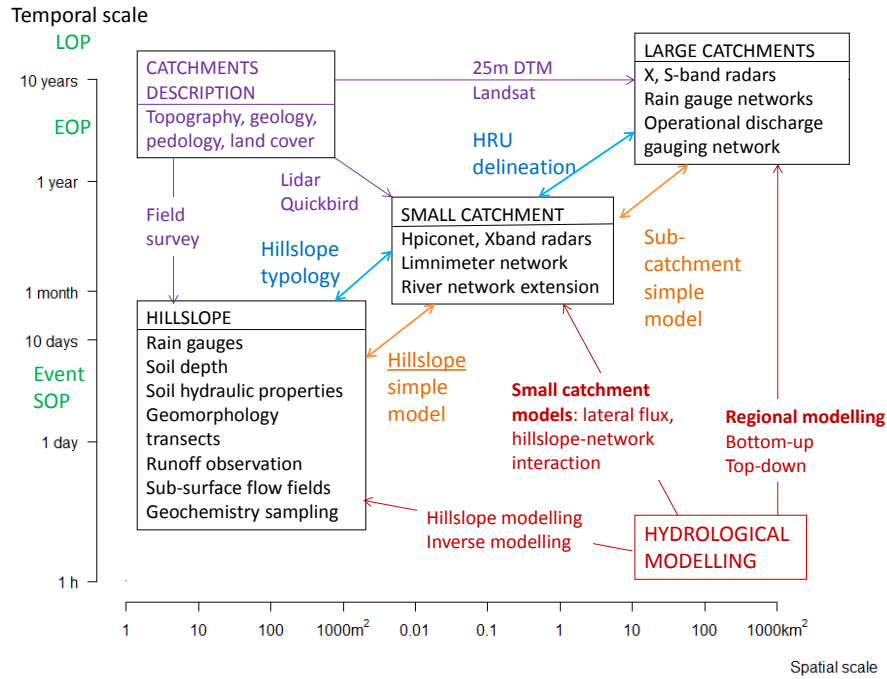 Temporal scale
LOP
10 years
EOP
1 year
1 month
10 days
Event
SOP
1 day
1 h
CATCHMENTS
DESCRIPTION
Topography, geology,
pedology, land cover
25m DTM
Landsat
LARGE CATCHMENTS
X, S-band radars
Rain gauge networks
Operational discharge
gauging network
HRU
delineation
Lidar
Quickbird
Field
survey
Hillslope
typology
SMALL CATCHMENT
Hpiconet, Xband radars
Limnimeter network
River network extension
Sub-
catchment
simple
model
HILLSLOPE
Rain gauges
Soil depth
Soil hydraulic properties
Geomorphology
transects
Runoff observation
Sub-surface flow fields
Geochemistry sampling
Hillslope
simple
model
Small catchment
models: lateral flux,
hillslope-network
interaction
Regional modelling
Bottom-up
Top-down
Hillslope modelling
Inverse modelling
HYDROLOGICAL
MODELLING
1 10 100 1000m² 0.01 0.1 1 10 100 1000km²
Spatial scale